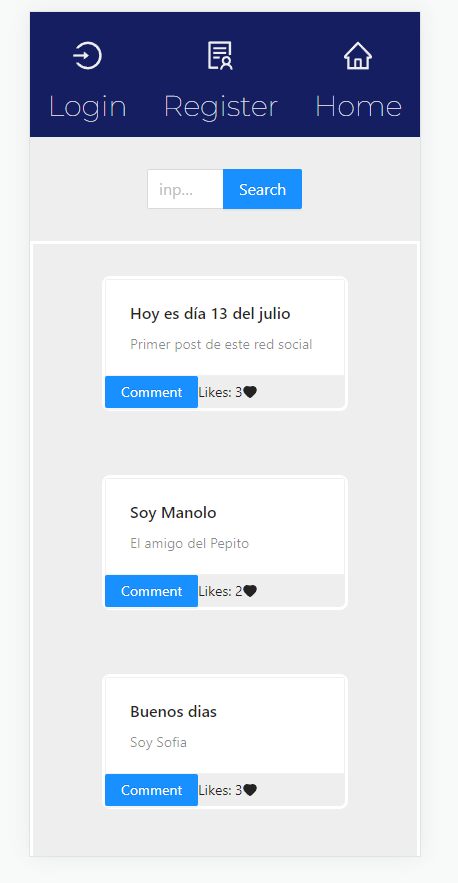 Login Register Home
inp... Search
Hoy es día 13 del julio
Primer post de este red social
Comment Likes: 3
Soy Manolo
El amigo del Pepito
Comment Likes: 2
Buenos dias
Soy Sofia
Comment Likes: 3